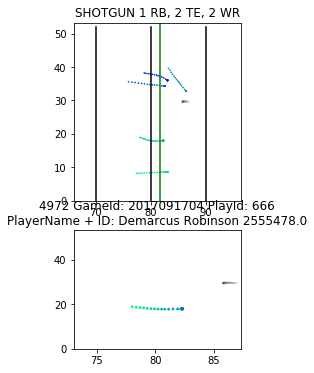 SHOTGUN 1 RB, 2 TE, 2 WR
50
40
30
20
10
0
70 80 90
4972 GameId: 2017091704 PlayId: 666
PlayerName + ID: Demarcus Robinson 2555478.0
40
20
0
75 80 85